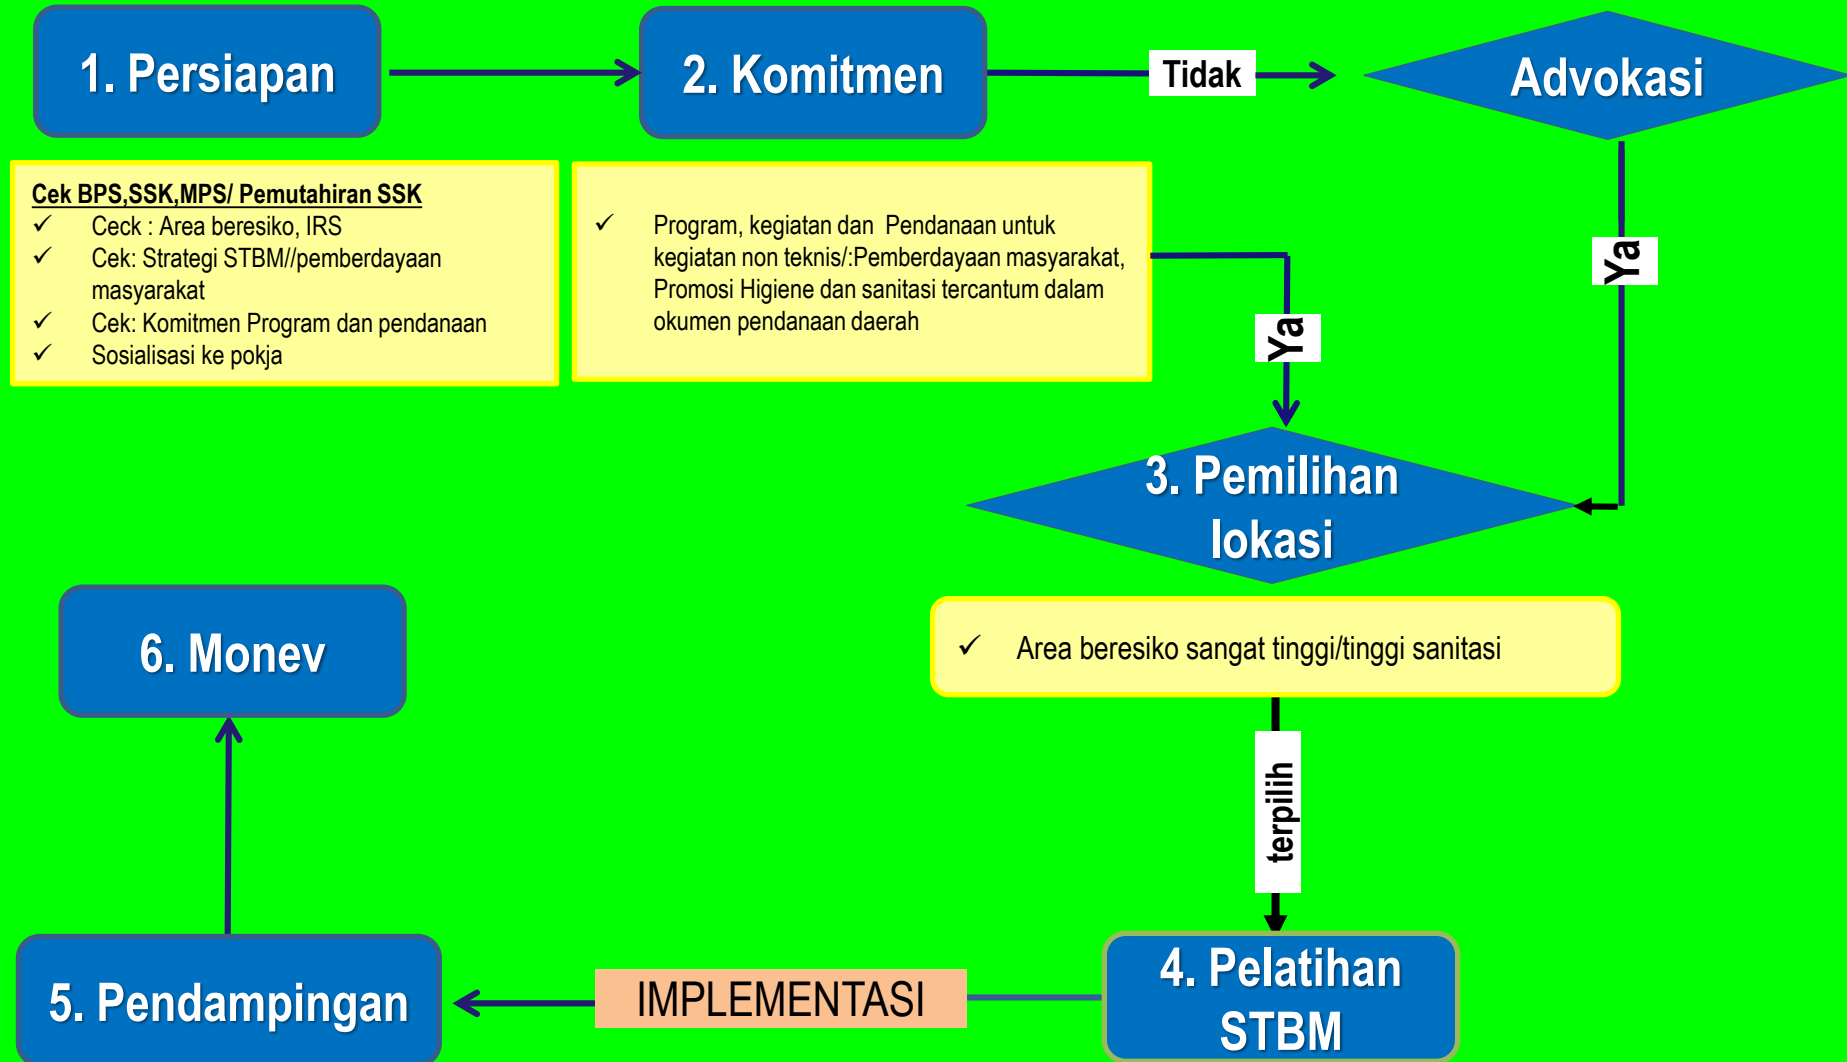 1. Persiapan
2. Komitmen
Tidak
Advokasi
Cek BPS,SSK,MPS/ Pemutahiran SSK
✓ Ceck : Area beresiko, IRS
✓ Cek: Strategi STBM//pemberdayaan
masyarakat
✓ Cek: Komitmen Program dan pendanaan
✓ Sosialisasi ke pokja
✓ Program, kegiatan dan Pendanaan untuk
kegiatan non teknis/:Pemberdayaan masyarakat,
Promosi Higiene dan sanitasi tercantum dalam
okumen pendanaan daerah
Ya
Ya
3. Pemilihan
lokasi
✓ Area beresiko sangat tinggi/tinggi sanitasi
terpilih
4. Pelatihan
STBM
IMPLEMENTASI
5. Pendampingan
6. Monev